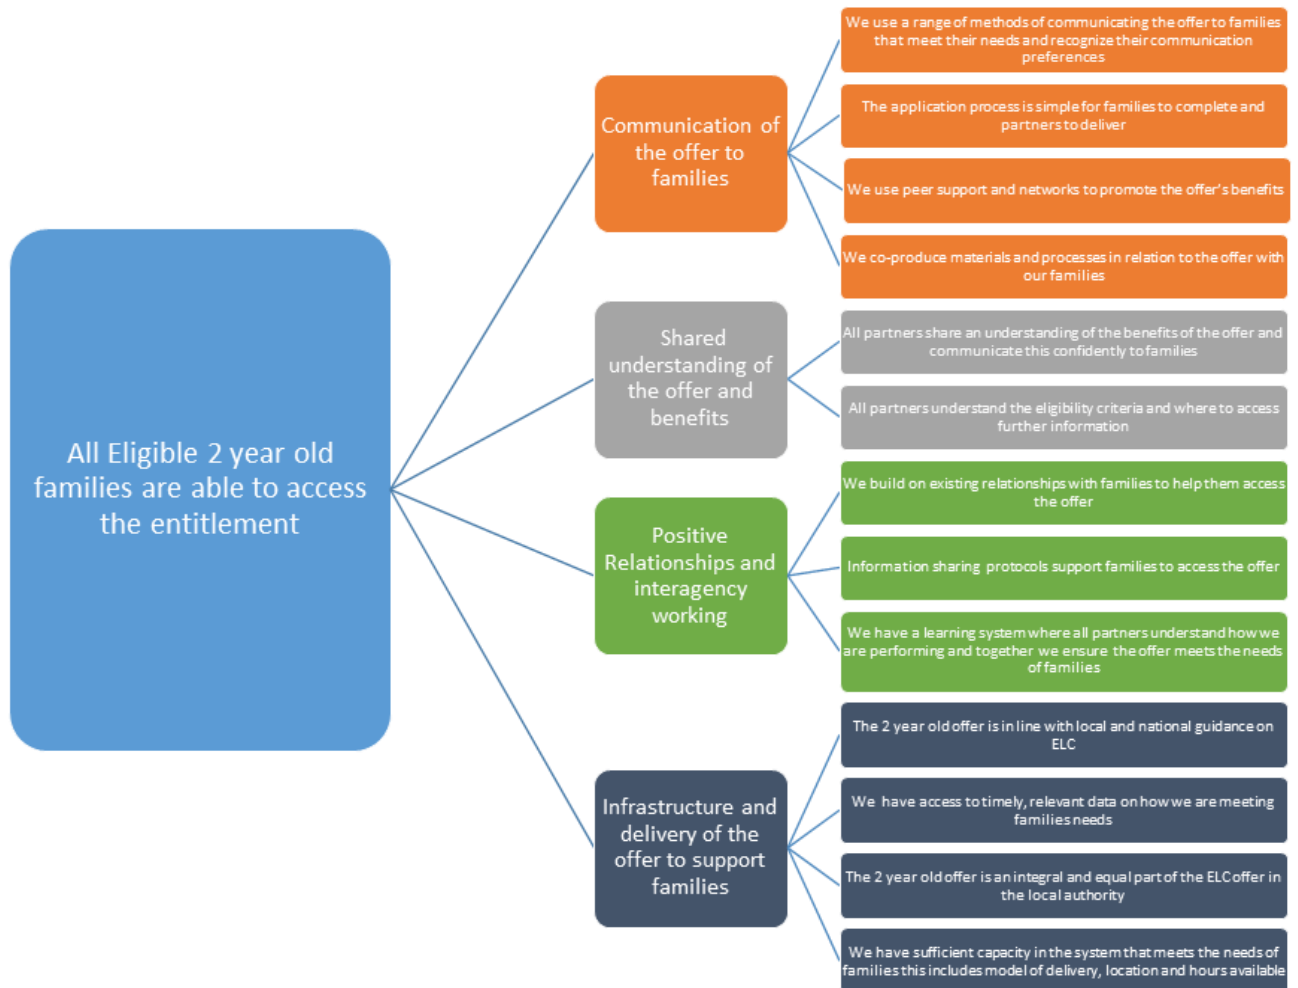 All Eligible 2 year old
families are able to access
the entitlement
Communication of
the offer to
families
We use a range of methods of communicating the offer to families
that meet their needs and recognize their communication
preferences
The application process is simple for families to complete and
partners to deliver
We use peer support and networks to promote the offer's benefits
We co-produce materials and processes in relation to the offer with
our families
Shared
understanding of
the offer and
benefits
All partners share an understanding of the benefits of the offer and
communicate this confidently to families
All partners understand the eligibility criteria and where to access
further information
Positive
Relationships and
interagency
working
We build on existing relationships with families to help them access
the offer
Information sharing protocols support families to access the offer
We have a learning system where all partners understand how we
are performing and together we ensure the offer meets the needs
of families
Infrastructure and
delivery of the
offer to support
families
The 2 year old offer is in line with local and national guidance on
ELC
We have access to timely, relevant data on how we are meeting
families needs
The 2 year old offer is an integral and equal part of the ELC offer in
the local authority
We have sufficient capacity in the system that meets the needs of
families this includes model of delivery, location and hours available